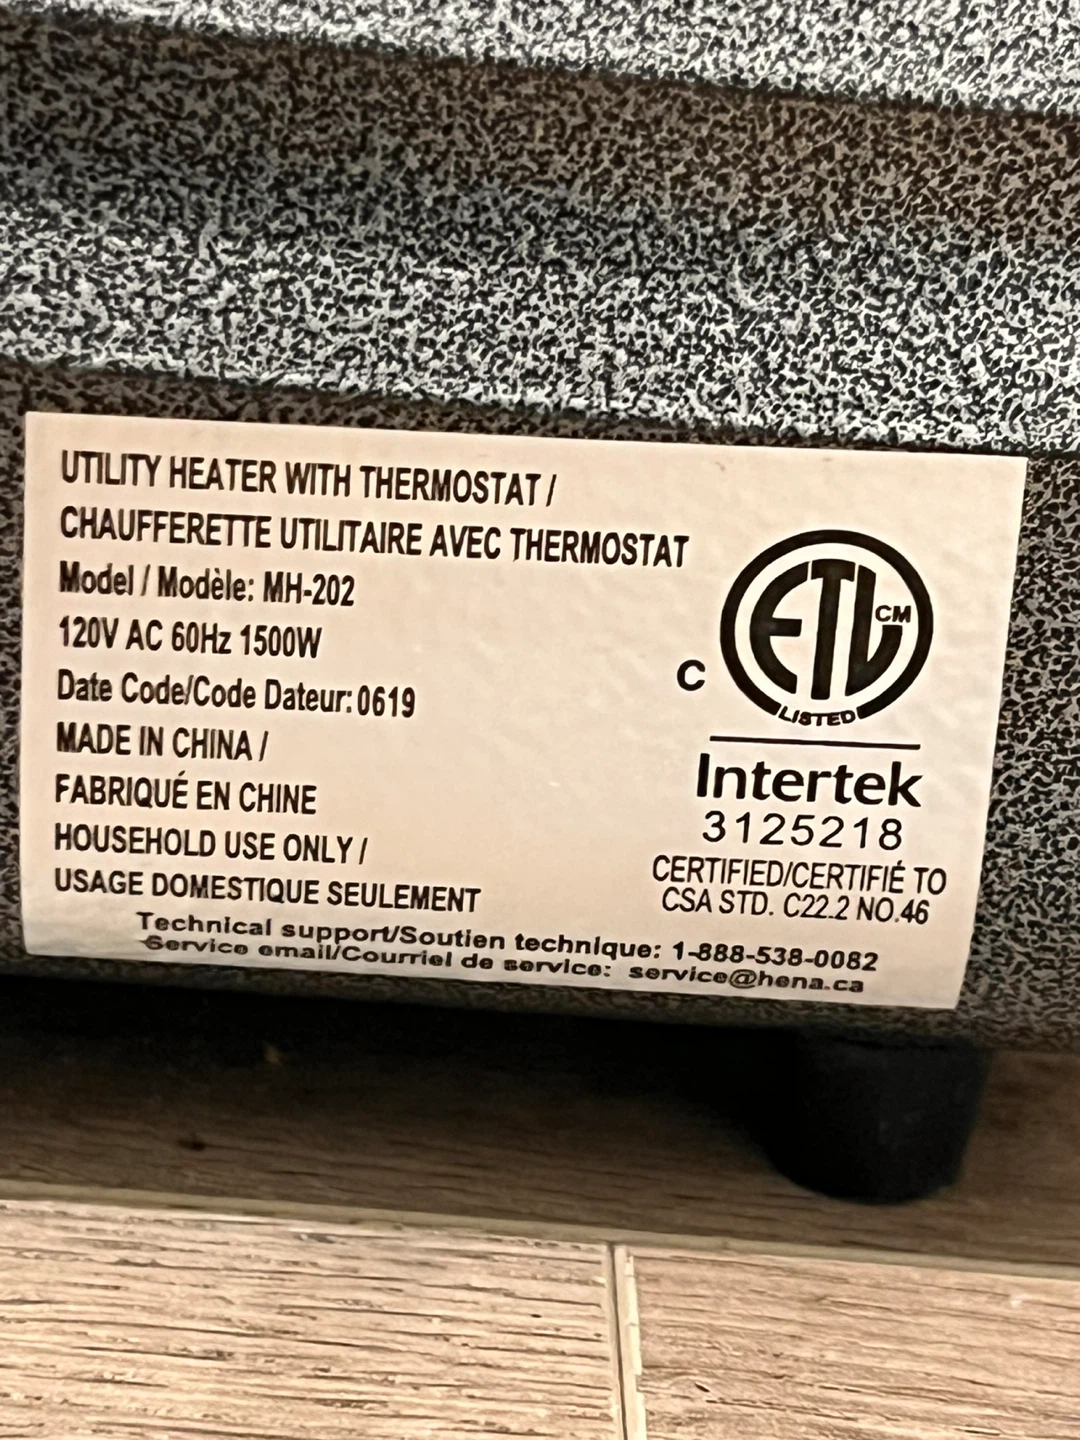 UTILITY HEATER WITH THERMOSTAT /
CHAUFFERETTE UTILITAIRE AVEC THERMOSTAT
Model / Modèle: MH-202
120V AC 60Hz 1500W
Date Code/Code Dateur: 0619
MADE IN CHINA /
FABRIQUÉ EN CHINE
HOUSEHOLD USE ONLY /
USAGE DOMESTIQUE SEULEMENT
C ETL CM
LISTED
Intertek
3125218
CERTIFIED/CERTIFIÉ TO
CSA STD. C22.2 NO.46
Technical support/Soutien technique: 1-888-538-0082
Service email/Courriel de service: service@hena.ca